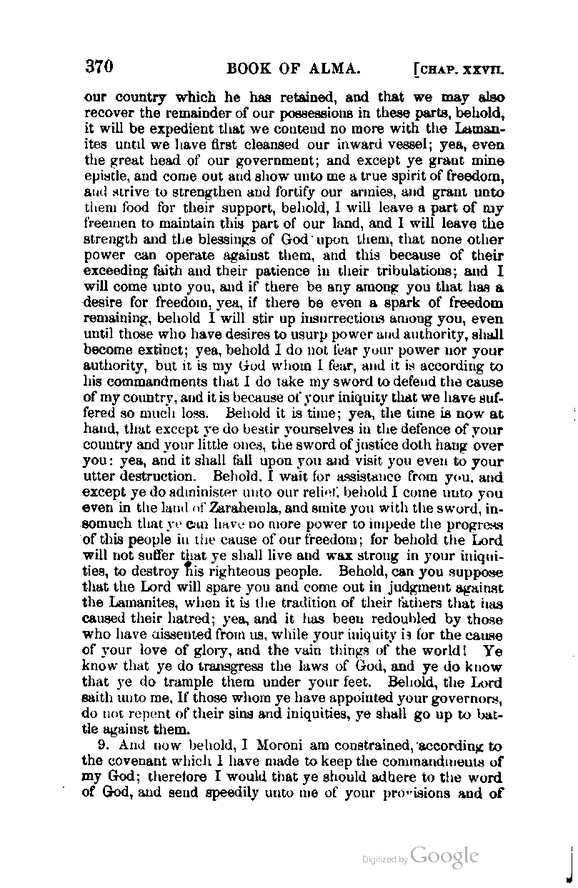 370 BOOK OF ALMA. [CHAP. XXVII.
our country which he has retained, and that we may also
recover the remainder of our possessions in these parts, behold,
it will be expedient that we contend no more with the Laman-
ites until we have first cleansed our inward vessel; yea, even
the great head of our government; and except ye grant mine
epistle, and come out and show unto me a true spirit of freedom,
and strive to strengthen and fortify our armies, and grant unto
them food for their support, behold, I will leave a part of my
freemen to maintain this part of our land, and I will leave the
strength and the blessings of God upon them, that none other
power can operate against them, and this because of their
exceeding faith and their patience in their tribulations; and I
will come unto you, and if there be any among you that has a
desire for freedom, yea, if there be even a spark of freedom
remaining, behold I will stir up insurrections among you, even
until those who have desires to usurp power and authority, shall
become extinct; yea, behold I do not fear your power nor your
authority, but it is my God whom I fear, and it is according to
his commandments that I do take my sword to defend the cause
of my country, and it is because of your iniquity that we have suf-
fered so much loss. Behold it is time; yea, the time is now at
hand, that except ye do bestir yourselves in the defence of your
country and your little ones, the sword of justice doth hang over
you: yea, and it shall fall upon you and visit you even to your
utter destruction. Behold, I wait for assistance from you, and
except ye do administer unto our relief, behold I come unto you
even in the land of Zarahemla, and smite you with the sword, in-
somuch that ye can have no more power to impede the progress
of this people in the cause of our freedom; for behold the Lord
will not suffer that ye shall live and wax strong in your iniqui-
ties, to destroy his righteous people. Behold, can you suppose
that the Lord will spare you and come out in judgment against
the Lamanites, when it is the tradition of their fathers that has
caused their hatred; yea, and it has been redoubled by those
who have dissented from us, while your iniquity is for the cause
of your love of glory, and the vain things of the world! Ye
know that ye do transgress the laws of God, and ye do know
that ye do trample them under your feet. Behold, the Lord
saith unto me, If those whom ye have appointed your governors,
do not repent of their sins and iniquities, ye shall go up to bat-
tle against them.
9. And now behold, I Moroni am constrained, according to
the covenant which I have made to keep the commandments of
my God; therefore I would that ye should adhere to the word
of God, and send speedily unto me of your provisions and of
Digitized by Google